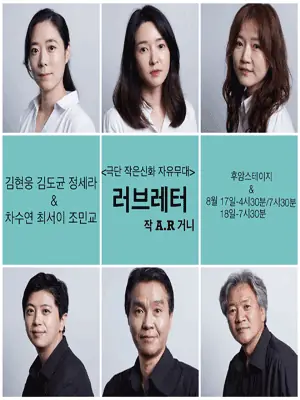 김현웅 김도균 정세라
&
차수연 최서이 조민교
<극단 작은신화 자유무대>
러브레터
작 A.R 거니
후암스테이지
&
8월 17일-4시30분/7시30분
18일-7시30분